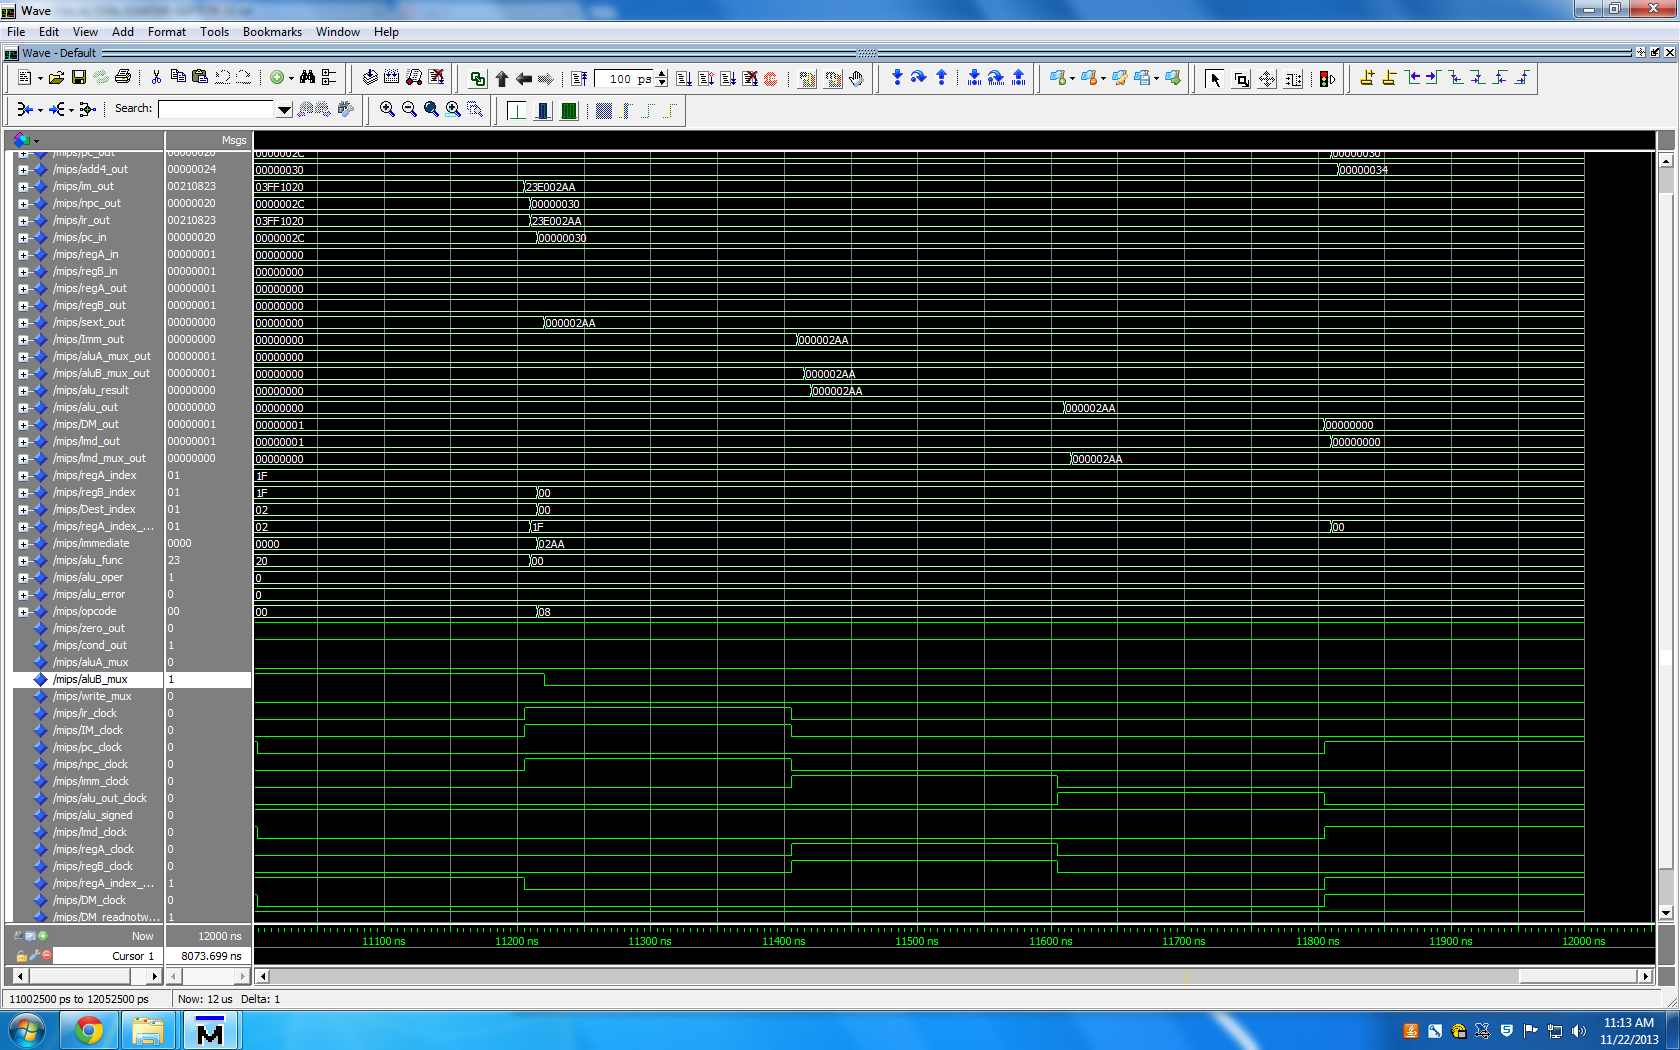 Wave
File Edit View Add Format Tools Bookmarks Window Help
Wave - Default
100 ps
Search:
Msgs
/mips/pc_out 00000020 0000002C 00000030
/mips/add4_out 00000024 00000030 00000034
/mips/im_out 00210823 03FF1020 23E002AA
/mips/npc_out 00000020 0000002C 00000030
/mips/ir_out 00210823 03FF1020 23E002AA
/mips/pc_in 00000020 0000002C 00000030
/mips/regA_in 00000001 00000000
/mips/regB_in 00000001 00000000
/mips/regA_out 00000001 00000000
/mips/regB_out 00000001 00000000
/mips/sext_out 00000000 00000000 000002AA
/mips/Imm_out 00000000 00000000 000002AA
/mips/aluA_mux_out 00000001 00000000
/mips/aluB_mux_out 00000001 00000000 000002AA
/mips/alu_result 00000000 00000000 000002AA
/mips/alu_out 00000000 00000000 000002AA
/mips/DM_out 00000001 00000001 00000000
/mips/lmd_out 00000001 00000001 00000000
/mips/lmd_mux_out 00000000 00000000 000002AA
/mips/regA_index 01 1F
/mips/regB_index 01 1F 00
/mips/Dest_index 01 02 00
/mips/regA_index_... 01 02 1F 00
/mips/immediate 0000 0000 02AA
/mips/alu_func 23 20 00
/mips/alu_oper 1 0
/mips/alu_error 0 0
/mips/opcode 00 00 08
/mips/zero_out 0
/mips/cond_out 1
/mips/aluA_mux 0
/mips/aluB_mux 1
/mips/write_mux 0
/mips/ir_clock 0
/mips/IM_clock 0
/mips/pc_clock 0
/mips/npc_clock 0
/mips/imm_clock 0
/mips/alu_out_clock 0
/mips/alu_signed 0
/mips/lmd_clock 0
/mips/regA_clock 0
/mips/regB_clock 0
/mips/regA_index_... 1
/mips/DM_clock 0
/mips/DM_readnotw... 1
Now 12000 ns 11100 ns 11200 ns 11300 ns 11400 ns 11500 ns 11600 ns 11700 ns 11800 ns 11900 ns 12000 ns
Cursor 1 8073.699 ns
11002500 ps to 12052500 ps Now: 12 us Delta: 1
11:13 AM
11/22/2013